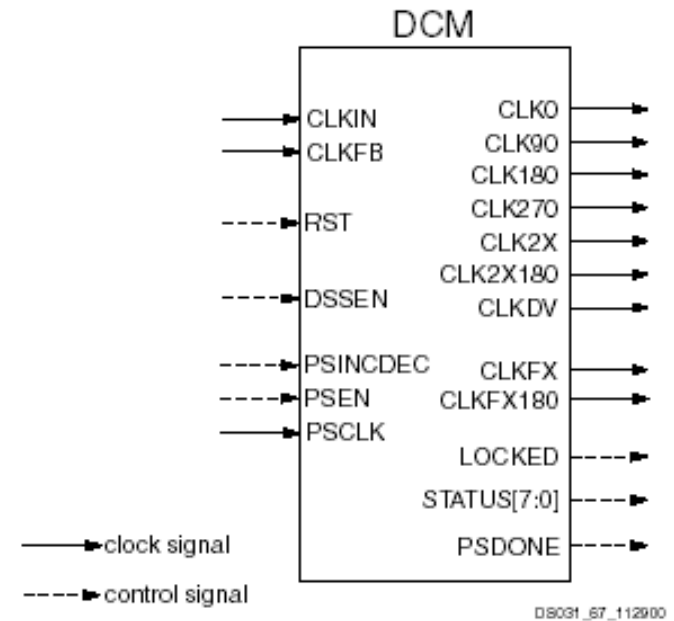 DCM
CLKIN
CLKFB
RST
DSSEN
PSINCDEC
PSEN
PSCLK
CLK0
CLK90
CLK180
CLK270
CLK2X
CLK2X180
CLKDV
CLKFX
CLKFX180
LOCKED
STATUS[7:0]
PSDONE
clock signal
control signal
DS031_67_112900